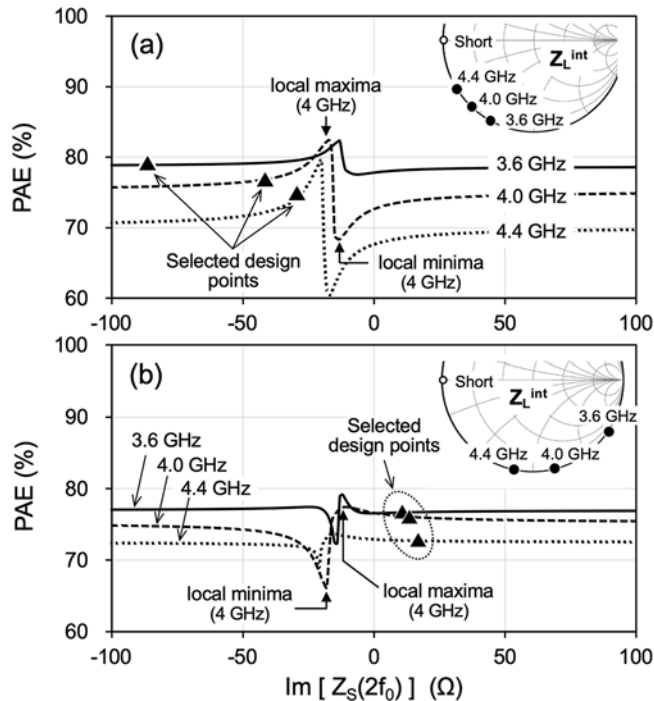 (a)
100
90
80
70
60
PAE (%)
local maxima
(4 GHz)
Short
Z_L^int
4.4 GHz
4.0 GHz
3.6 GHz
3.6 GHz
4.0 GHz
4.4 GHz
Selected design
points
local minima
(4 GHz)
-100
-50
0
50
100
(b)
100
90
80
70
60
PAE (%)
Short
Z_L^int
3.6 GHz
4.4 GHz
4.0 GHz
Selected
design points
3.6 GHz
4.0 GHz
4.4 GHz
local minima
(4 GHz)
local maxima
(4 GHz)
-100
-50
0
50
100
Im [ Z_S(2f_0) ] (Ω)